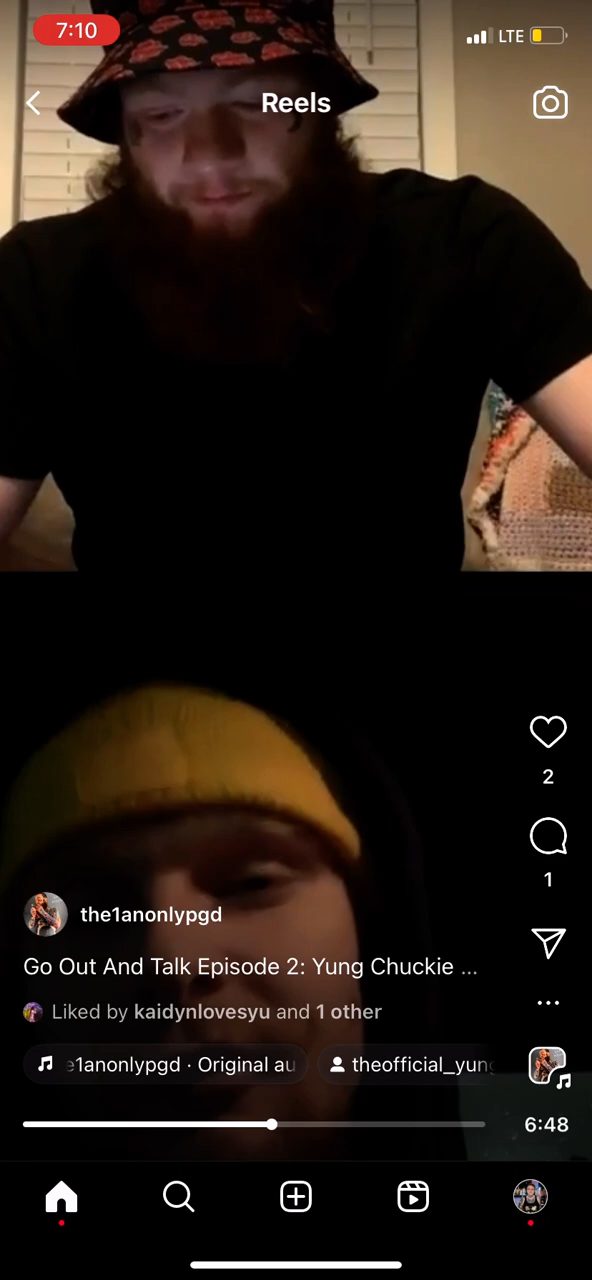 7:10
LTE
Reels
2
1
the1anonlypgd
Go Out And Talk Episode 2: Yung Chuckie ...
Liked by kaidynlovesyu and 1 other
e1anonlypgd · Original au
theofficial_yung
6:48